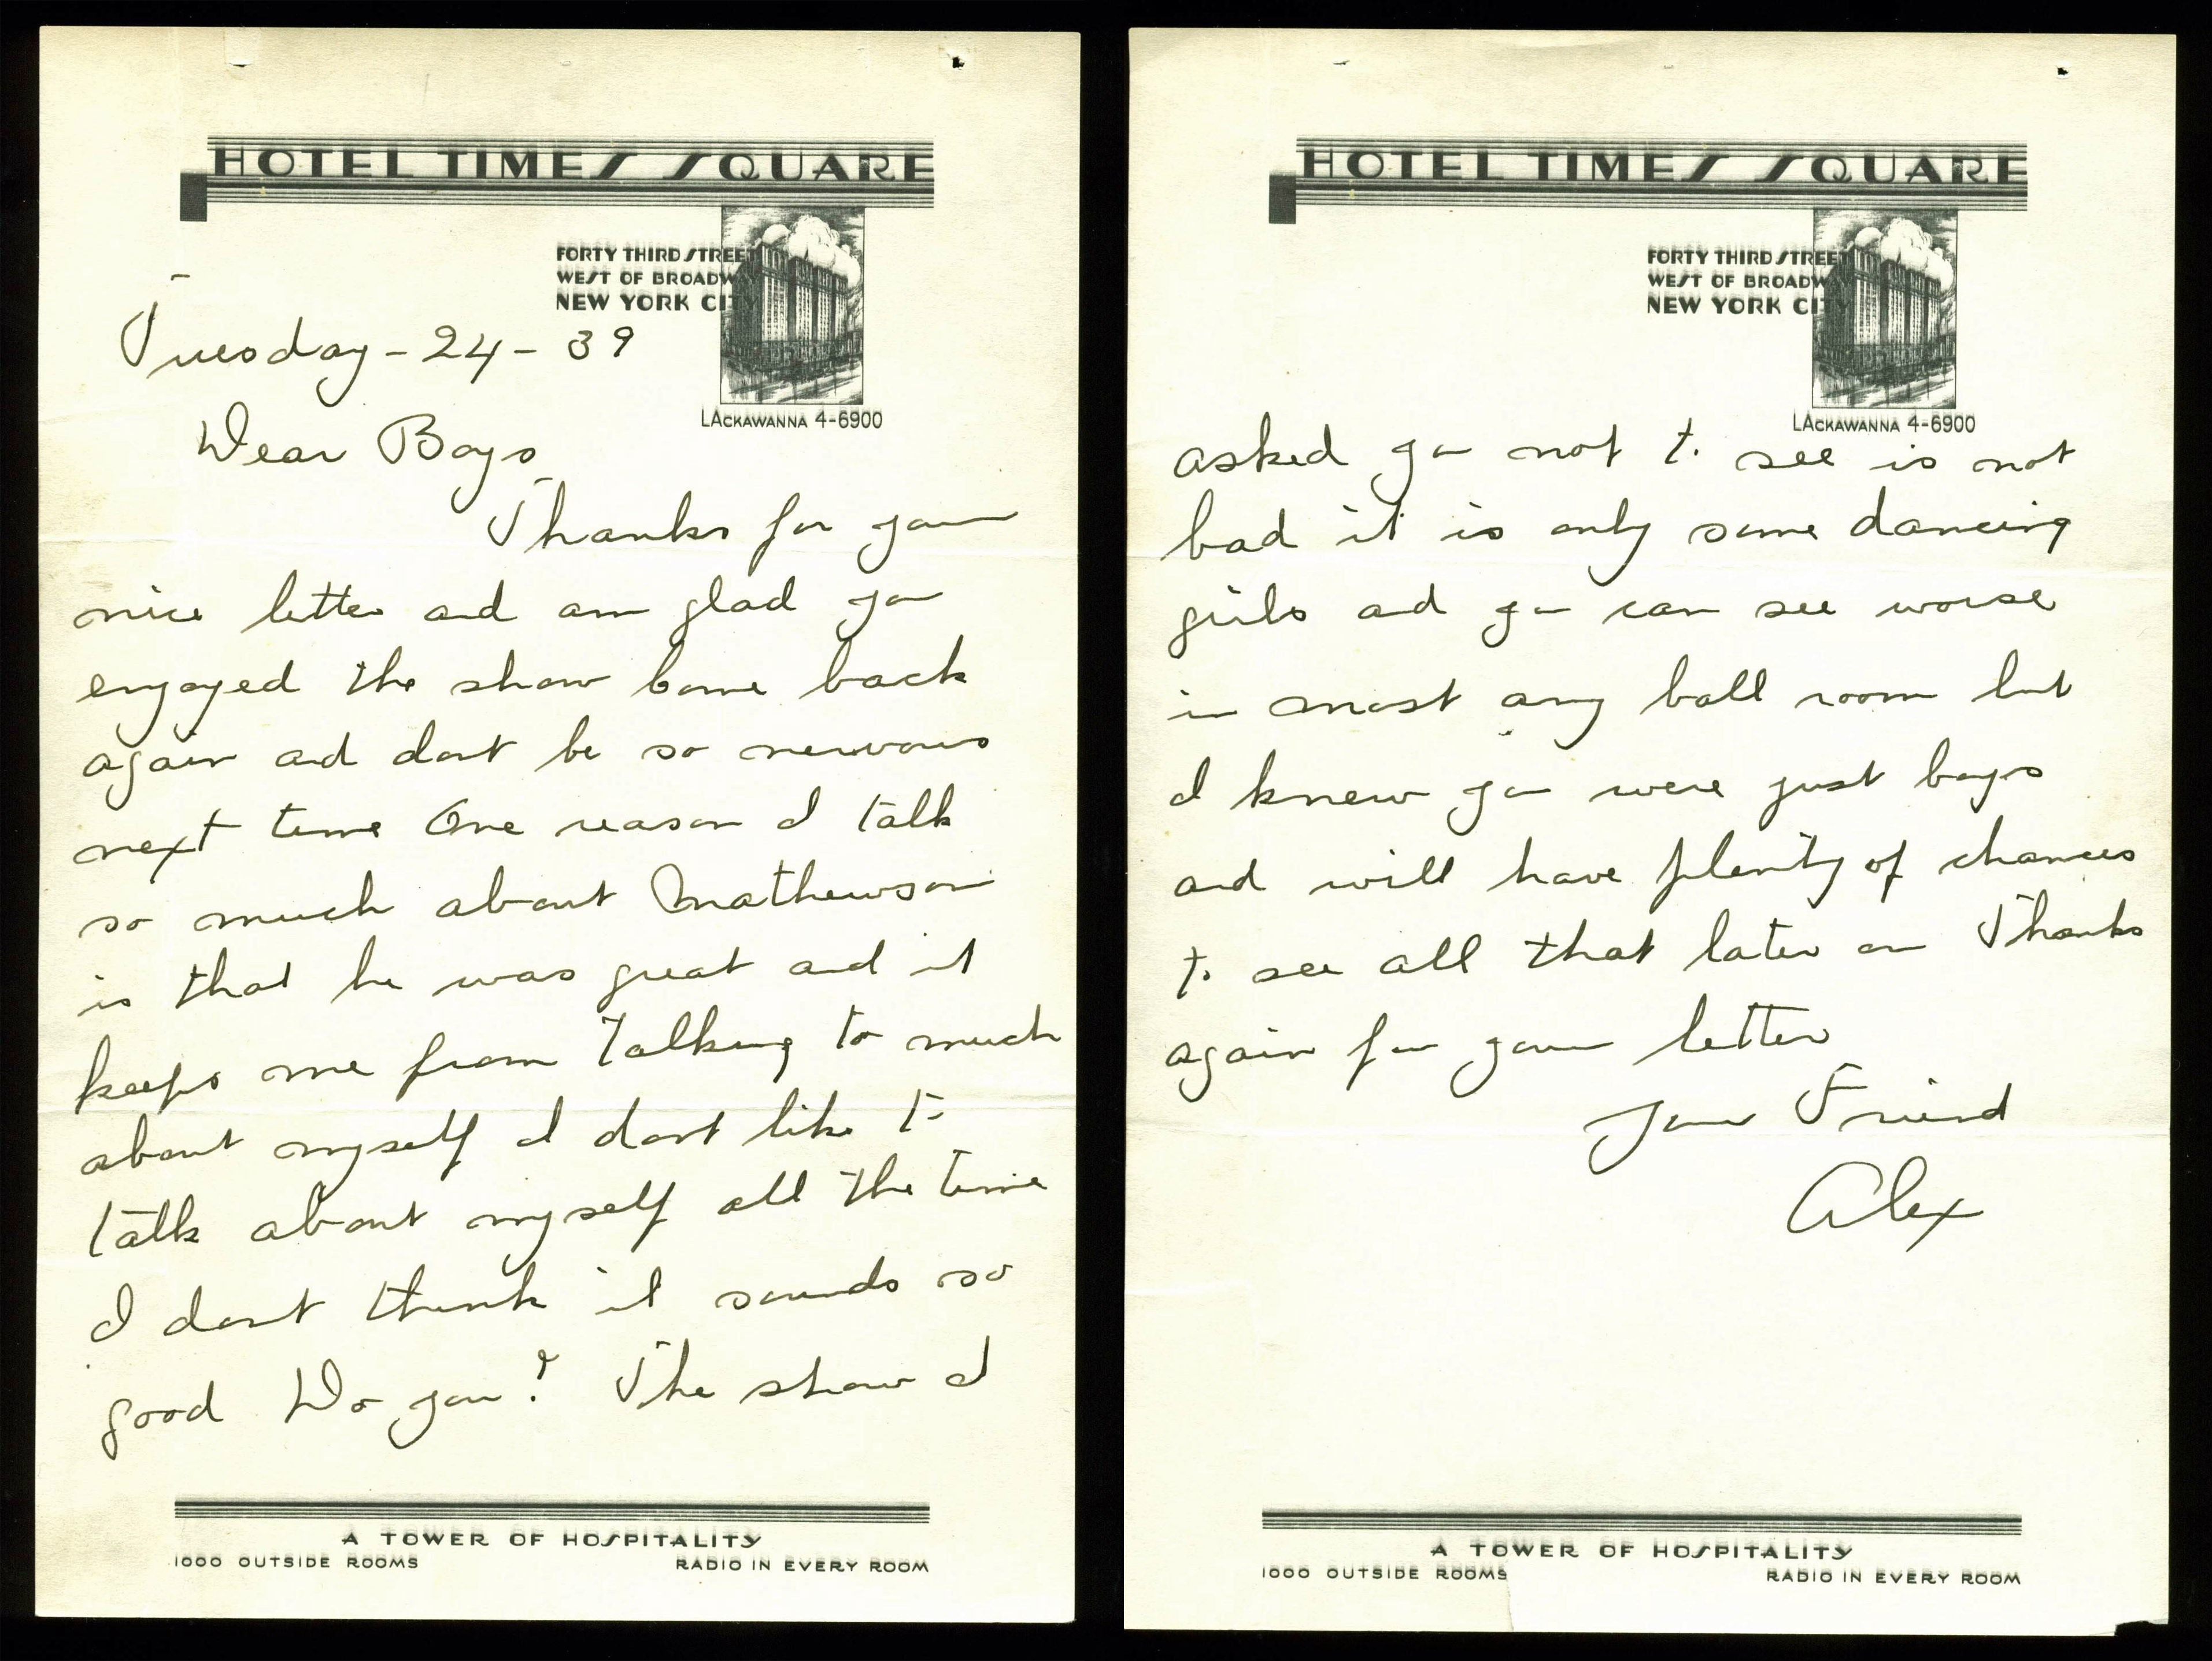 HOTEL TIMES SQUARE
FORTY THIRD STREET
WEST OF BROADW
NEW YORK CITY
LACKAWANNA 4-6900
Tuesday - 24 - 39
Dear Boys
Thanks for your
nice letter and am glad you
engoyed the show Come back
again and dont be so nervous
next time One reason I talk
so much about Mathewson
is that he was great and it
keeps me from talking to much
about myself I dont like to
talk about myself all the time
I dont think it sounds so
good Do you? The show I
A TOWER OF HOSPITALITY
1000 OUTSIDE ROOMS RADIO IN EVERY ROOM
HOTEL TIMES SQUARE
FORTY THIRD STREET
WEST OF BROADW
NEW YORK CITY
LACKAWANNA 4-6900
asked you not to see is not
bad it is only some dancing
girls and you can see worse
in most any ball room but
I knew you were just boys
and will have plenty of chances
to see all that later on Thanks
again for your letter
Your Friend
Alex
A TOWER OF HOSPITALITY
1000 OUTSIDE ROOMS RADIO IN EVERY ROOM